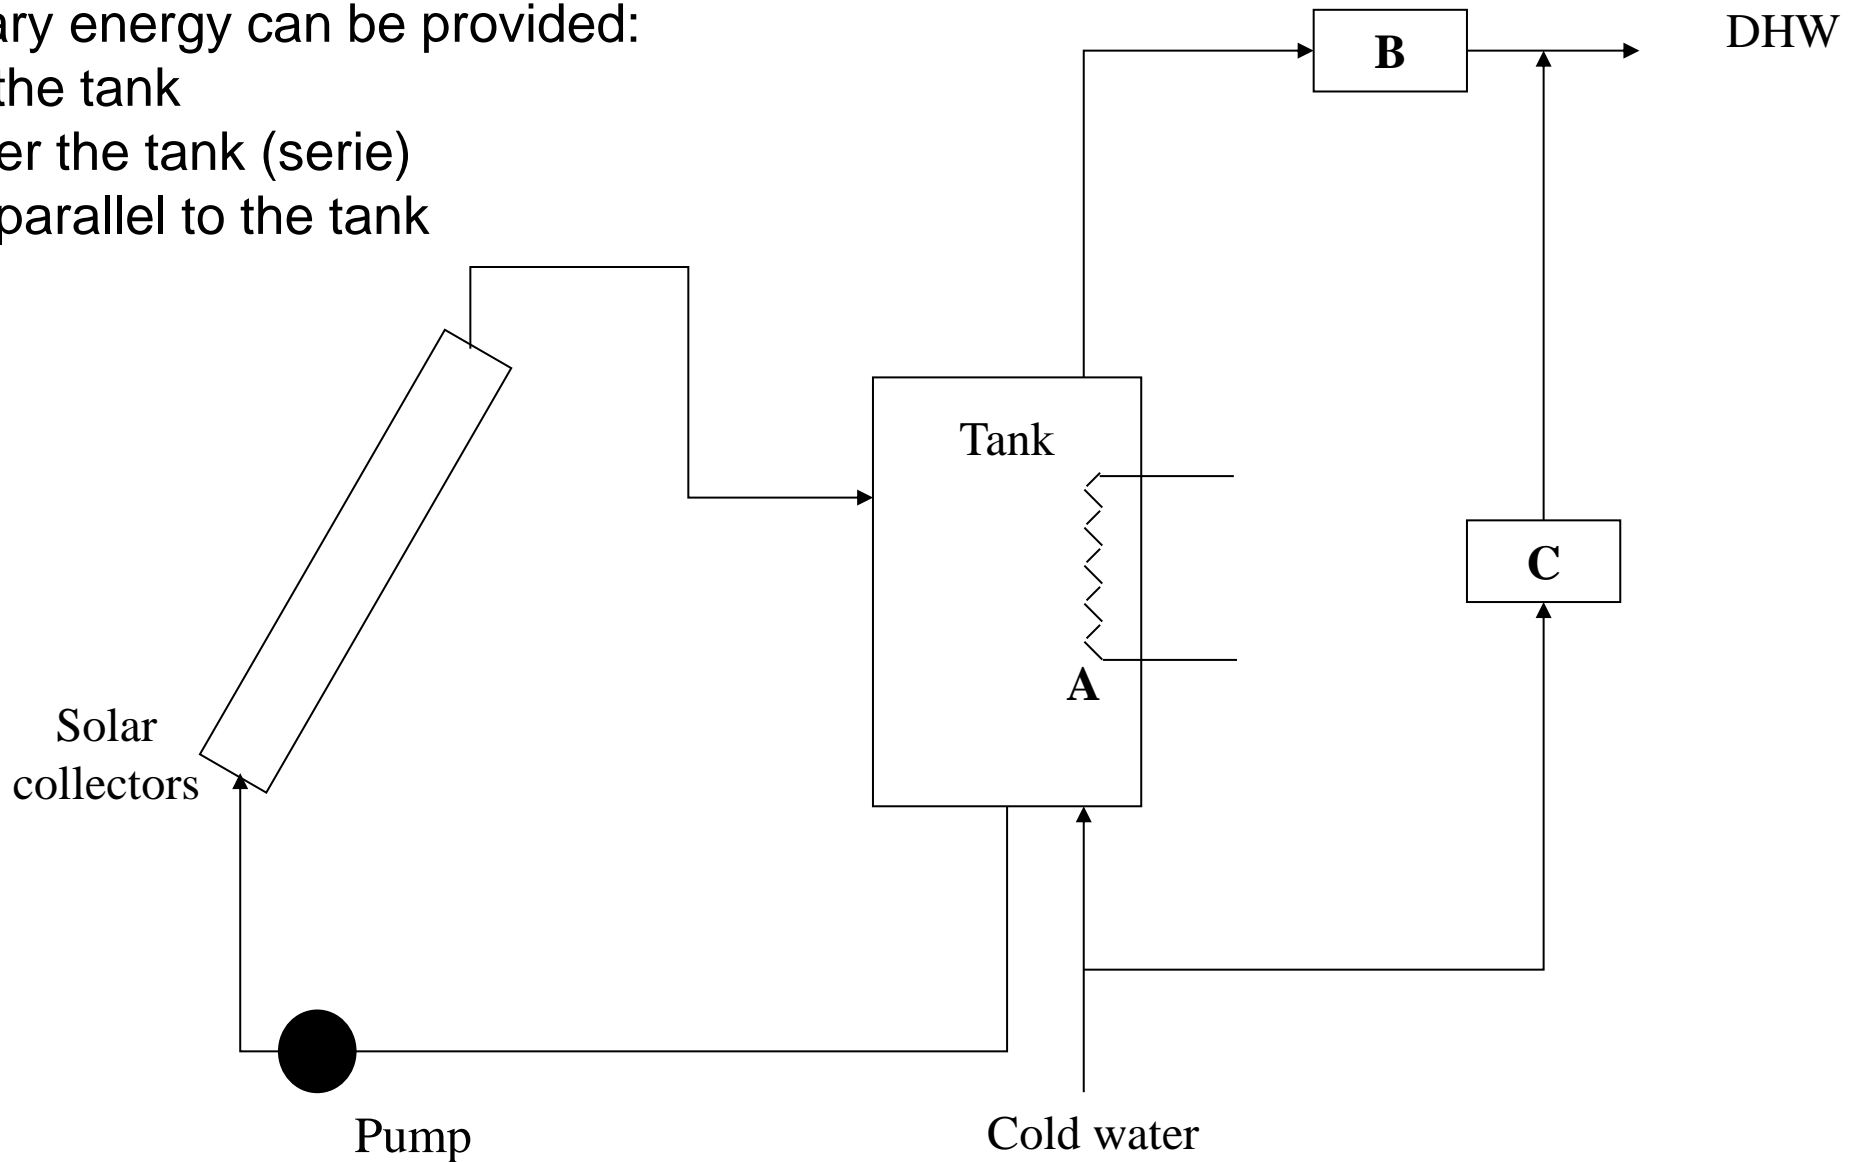 ary energy can be provided:
the tank
er the tank (serie)
parallel to the tank
B
DHW
Tank
C
A
Solar
collectors
Pump
Cold water